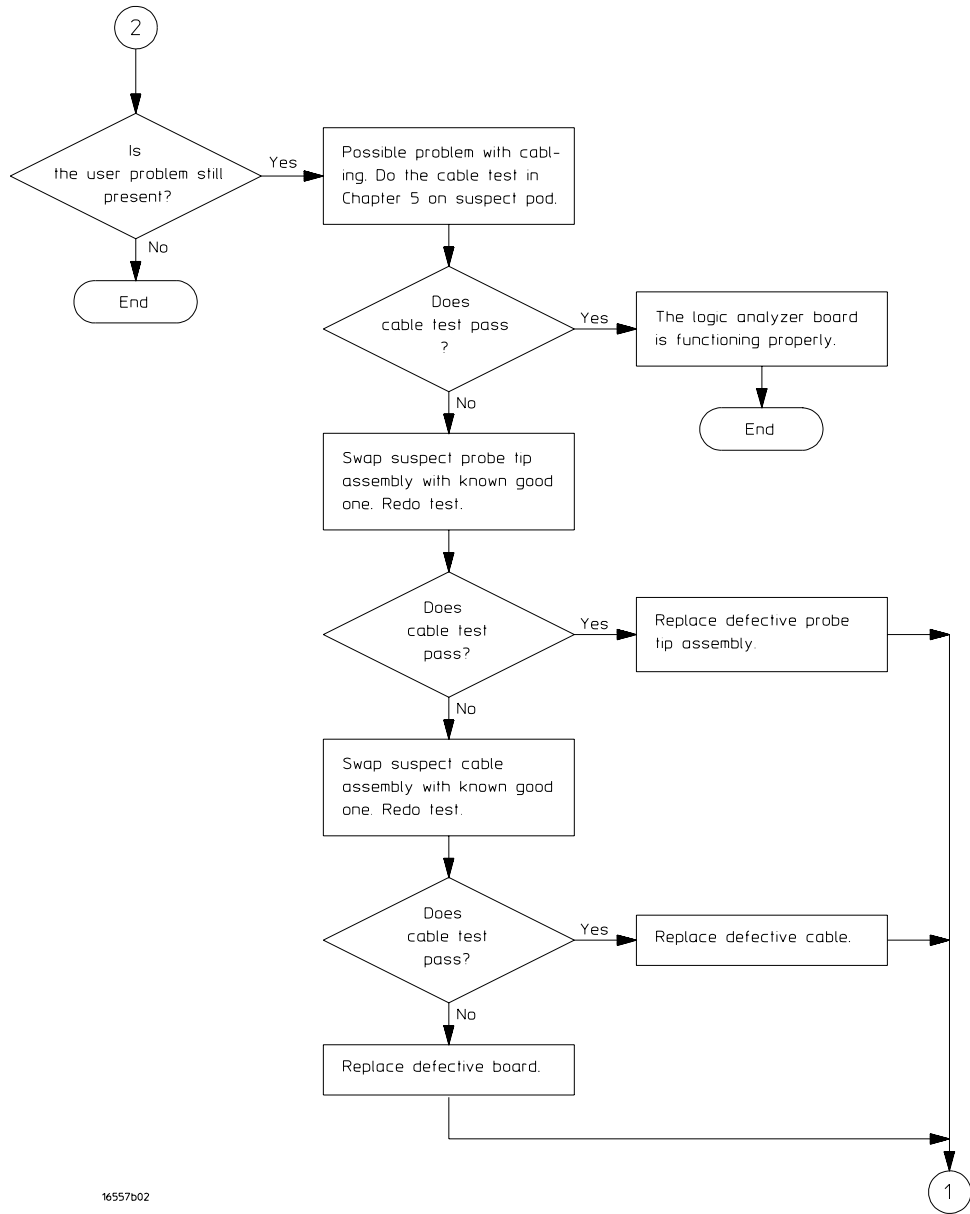 2
Is
the user problem still
present?
Yes
Possible problem with cabl-
ing. Do the cable test in
Chapter 5 on suspect pod.
No
End
Does
cable test pass
?
Yes
The logic analyzer board
is functioning properly.
No
End
Swap suspect probe tip
assembly with known good
one. Redo test.
Does
cable test
pass?
Yes
Replace defective probe
tip assembly.
No
Swap suspect cable
assembly with known good
one. Redo test.
Does
cable test
pass?
Yes
Replace defective cable.
No
Replace defective board.
1
16557b02